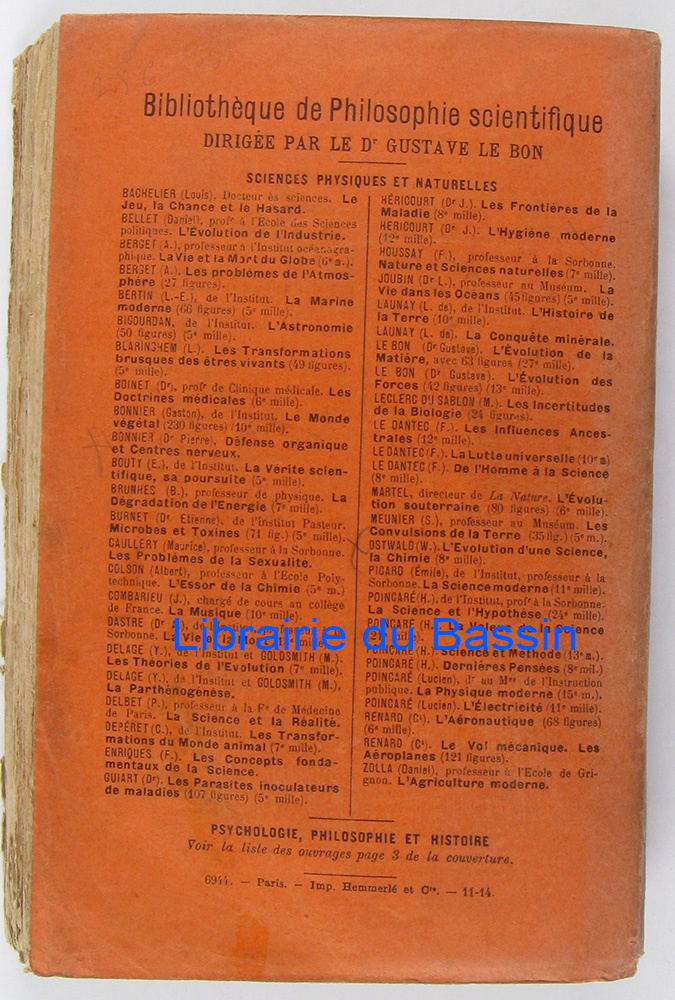 Bibliothèque de Philosophie scientifique
DIRIGÉE PAR LE Dr GUSTAVE LE BON
SCIENCES PHYSIQUES ET NATURELLES
BACHELIER (Louis), Docteur ès sciences. Le
Jeu, la Chance et le Hasard.
BELLET (Daniel), profr à l'École des Sciences
politiques. L'Évolution de l'Industrie.
BERGET (A.), professeur à l'Institut océanogra-
phique. La Vie et la Mort du Globe (6e m.).
BERGET (A.). Les problèmes de l'Atmos-
phère (27 figures).
BERTIN (L.-E.), de l'Institut. La Marine
moderne (66 figures) (5e mille).
BIGOURDAN, de l'Institut. L'Astronomie
(50 figures) (5e mille).
BLARINGHEM (L.). Les Transformations
brusques des êtres vivants (49 figures).
(5e mille).
BOINET (Dr), profr de Clinique médicale. Les
Doctrines médicales (6e mille).
BONNIER (Gaston), de l'Institut. Le Monde
végétal (230 figures) (10e mille).
BONNIER (Dr Pierre). Défense organique
et Centres nerveux.
BOUTY (E.), de l'Institut. La Vérité scien-
tifique, sa poursuite (5e mille).
BRUNHES (B.), professeur de physique. La
Dégradation de l'Energie (7e mille).
BURNET (Dr Etienne), de l'Institut Pasteur.
Microbes et Toxines (71 fig.) (5e mille).
CAULLERY (Maurice), professeur à la Sorbonne.
Les Problèmes de la Sexualité.
COLSON (Albert), professeur à l'École Poly-
technique. L'Essor de la Chimie (5e m.)
COMBARIEU (J.), chargé de cours au collège
de France. La Musique (10e mille).
DASTRE (Dr
Sorbonne. La Vie et la Mort
DELAGE (Y.), de l'Institut et GOLDSMITH (M.).
Les Théories de l'Evolution (7e mille).
DELAGE (Y.), de l'Institut et GOLDSMITH (M.),
La Parthénogénèse.
DELBET (P.), professeur à la Fé de Médecine
de Paris. La Science et la Réalité.
DEPÉRET (C.), de l'Institut. Les Transfor-
mations du Monde animal (7e mille).
ENRIQUES (F.). Les Concepts fonda-
mentaux de la Science.
GUIART (Dr). Les Parasites inoculateurs
de maladies (107 figures) (5e mille).
HÉRICOURT (Dr J.). Les Frontières de la
Maladie (8e mille).
HERICOURT (Dr J.). L'Hygiène moderne
(12e mille).
HOUSSAY (F.), professeur à la Sorbonne.
Nature et Sciences naturelles (7e mille).
JOUBIN (Dr L.), professeur au Muséum. La
Vie dans les Océans (45 figures) (5e mille).
LAUNAY (L. de), de l'Institut. L'Histoire de
la Terre (10e mille).
LAUNAY (L. de). La Conquête minérale.
LE BON (Dr Gustave). L'Évolution de la
Matière, avec 63 figures (27e mille).
LE BON (Dr Gustave). L'Évolution des
Forces (42 figures) (13e mille).
LECLERC DU SABLON (M.). Les Incertitudes
de la Biologie (24 figures).
LE DANTEC (F.). Les Influences Ances-
trales (12e mille).
LE DANTEC (F.). La Lutte universelle (10e m)
LE DANTEC (F.). De l'Homme à la Science
(8e mille).
MARTEL, directeur de La Nature. L'Évolu-
tion souterraine (80 figures) (6e mille).
MEUNIER (S.), professeur au Muséum. Les
Convulsions de la Terre (35 fig.) (5e m.).
OSTWALD (W.). L'Evolution d'une Science,
la Chimie (8e mille).
PICARD (Émile), de l'Institut, professeur à la
Sorbonne. La Science moderne (11e mille).
POINCARÉ (H.), de l'Institut, profr à la Sorbonne.
La Science et l'Hypothèse (24e mille).
POINCARÉ (H.). La Valeur de la Science
POINCARÉ (H.). Science et Méthode (13e m.).
POINCARÉ (H.). Dernières Pensées (8e mil.)
POINCARÉ (Lucien), dr au Mre de l'Instruction
publique. La Physique moderne (15e m.).
POINCARÉ (Lucien). L'Électricité (11e mille).
RENARD (Ct). L'Aéronautique (68 figures)
(6e mille).
RENARD (Ct). Le Vol mécanique. Les
Aéroplanes (121 figures).
ZOLLA (Daniel), professeur à l'Ecole de Gri-
gnon. L'Agriculture moderne.
Librairie du Bassin
PSYCHOLOGIE, PHILOSOPHIE ET HISTOIRE
Voir la liste des ouvrages page 3 de la couverture.
6944. — Paris. — Imp. Hemmerlé et Cie. — 11-14.